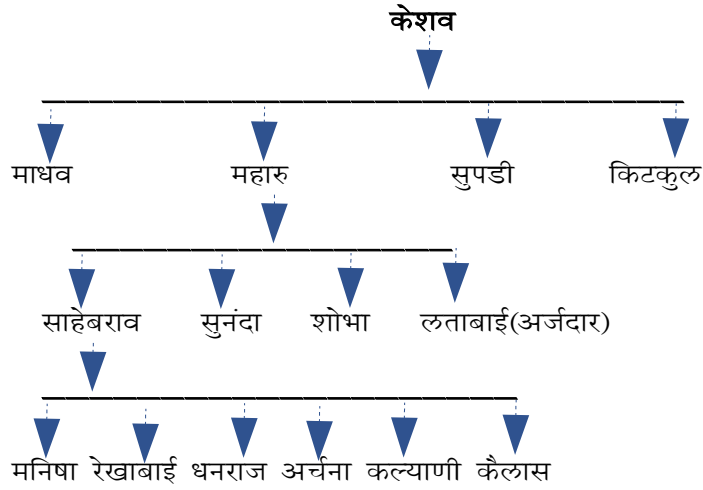 केशव
माधव महारु सुपडी किटकुल
साहेबराव सुनंदा शोभा लताबाई(अर्जदार)
मनिषा रेखाबाई धनराज अर्चना कल्याणी कैलास